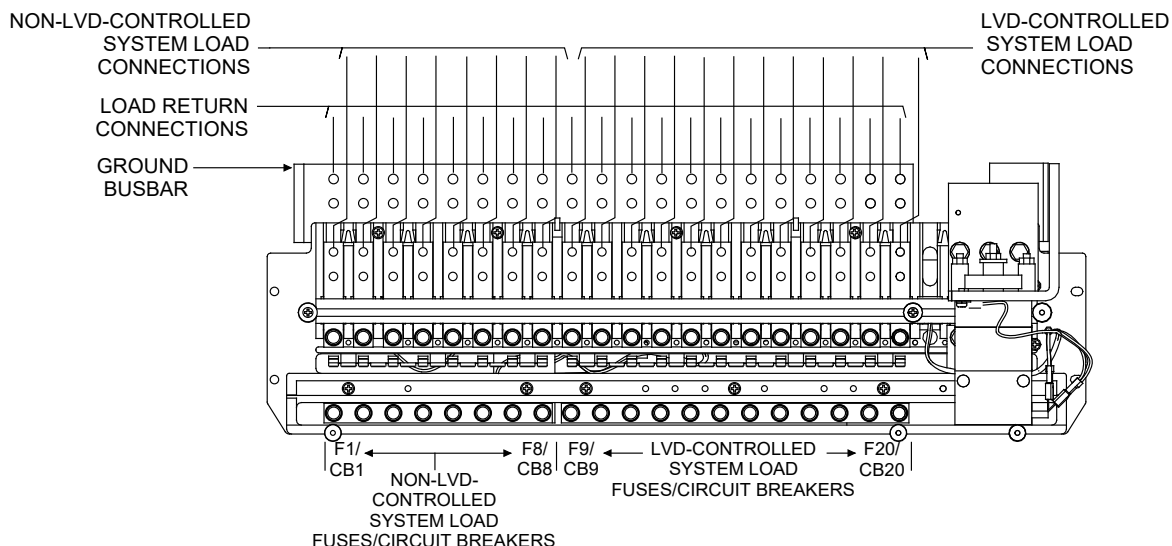 NON-LVD-CONTROLLED
SYSTEM LOAD
CONNECTIONS
LVD-CONTROLLED
SYSTEM LOAD
CONNECTIONS
LOAD RETURN
CONNECTIONS
GROUND
BUSBAR
F1/
CB1
F8/
CB8
F9/
CB9
LVD-CONTROLLED
SYSTEM LOAD
FUSES/CIRCUIT BREAKERS
F20/
CB20
NON-LVD-
CONTROLLED
SYSTEM LOAD
FUSES/CIRCUIT BREAKERS